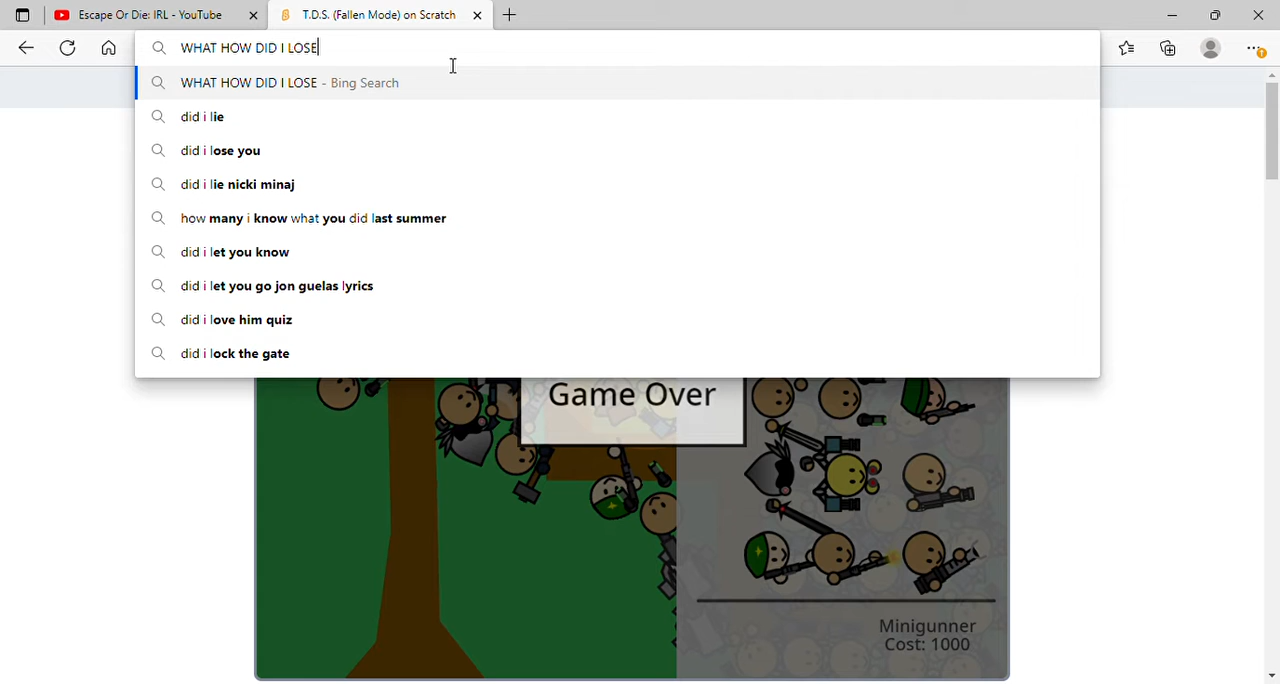 Escape Or Die: IRL - YouTube
T.D.S. (Fallen Mode) on Scratch
WHAT HOW DID I LOSE
WHAT HOW DID I LOSE - Bing Search
did i lie
did i lose you
did i lie nicki minaj
how many i know what you did last summer
did i let you know
did i let you go jon guelas lyrics
did i love him quiz
did i lock the gate
Game Over
Minigunner
Cost: 1000